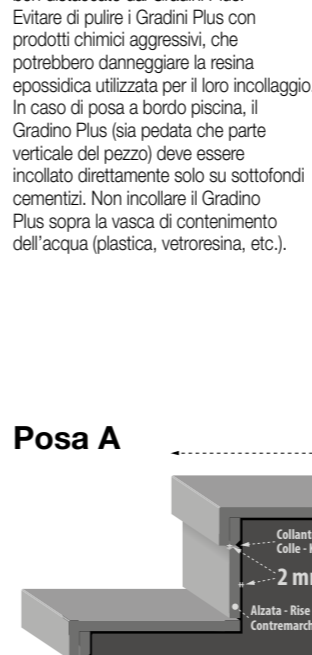 Evitare di pulire i Gradini Plus con
prodotti chimici aggressivi, che
potrebbero danneggiare la resina
epossidica utilizzata per il loro incollaggio.
In caso di posa a bordo piscina, il
Gradino Plus (sia pedata che parte
verticale del pezzo) deve essere
incollato direttamente solo su sottofondi
cementizi. Non incollare il Gradino
Plus sopra la vasca di contenimento
dell'acqua (plastica, vetroresina, etc.).
Posa A
Collant
Colle -
2 mm
Alzata - Rise
Contremarch